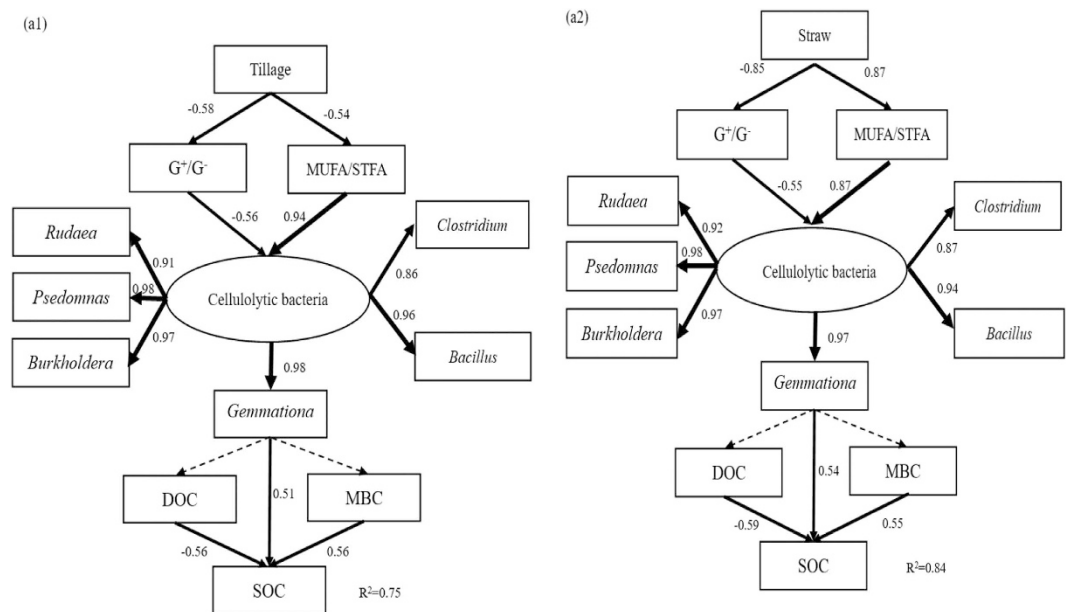 (a1)
Tillage
-0.58
-0.54
G⁺/G⁻
MUFA/STFA
-0.56
0.94
Rudaea
Clostridium
0.91
0.86
Psedomnas
0.98
Cellulolytic bacteria
0.97
0.96
Burkholdera
Bacillus
0.98
Gemmationa
DOC
0.51
MBC
-0.56
0.56
SOC
R²=0.75
(a2)
Straw
-0.85
0.87
G⁺/G⁻
MUFA/STFA
-0.55
0.87
Rudaea
Clostridium
0.92
0.87
Psedomnas
0.98
Cellulolytic bacteria
0.97
0.94
Burkholdera
Bacillus
0.97
Gemmationa
DOC
0.54
MBC
-0.59
0.55
SOC
R²=0.84